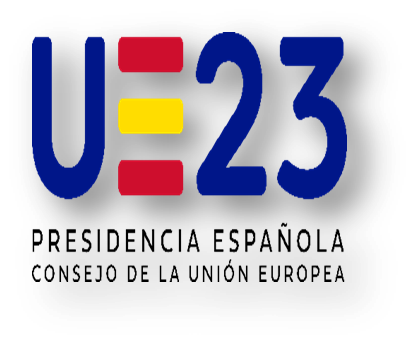 UE23
PRESIDENCIA ESPAÑOLA
CONSEJO DE LA UNIÓN EUROPEA